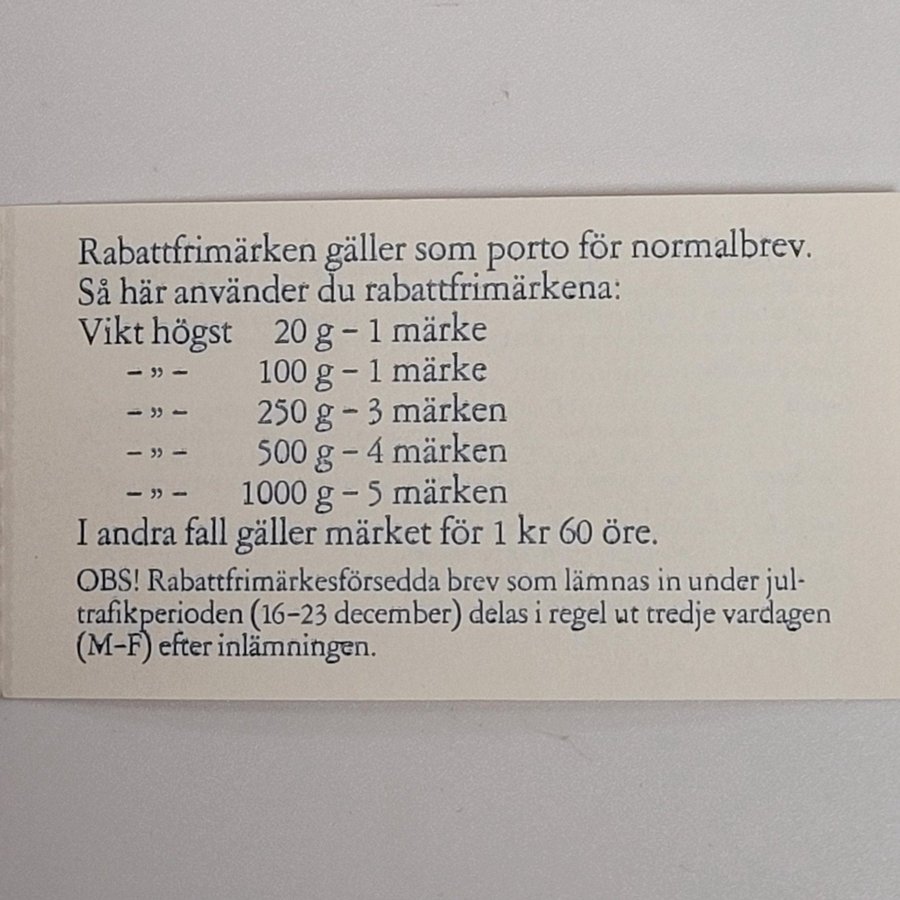 Rabattfrimärken gäller som porto för normalbrev.
Så här använder du rabattfrimärkena:
Vikt högst 20 g – 1 märke
– ” – 100 g – 1 märke
– ” – 250 g – 3 märken
– ” – 500 g – 4 märken
– ” – 1000 g – 5 märken
I andra fall gäller märket för 1 kr 60 öre.
OBS! Rabattfrimärkesförsedda brev som lämnas in under jul-
trafikperioden (16–23 december) delas i regel ut tredje vardagen
(M–F) efter inlämningen.